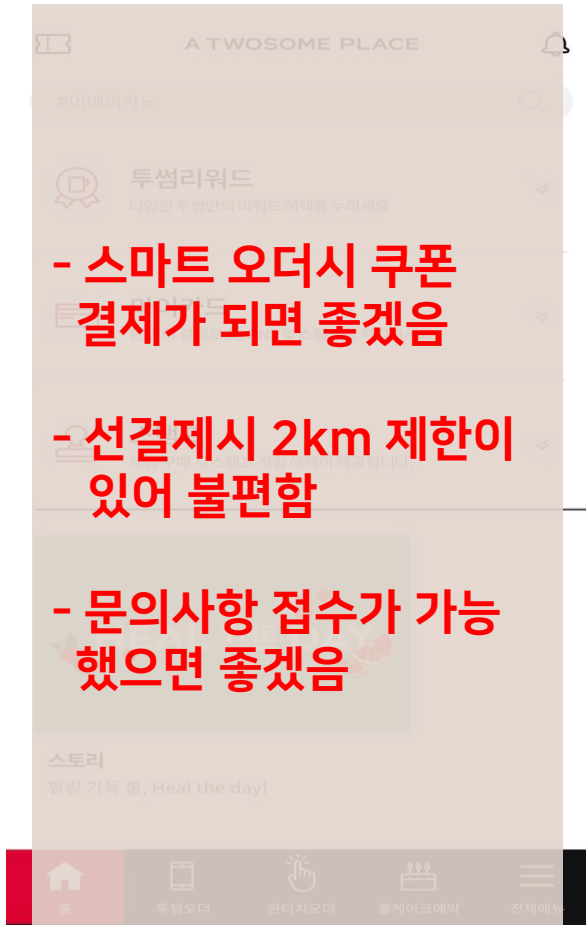 A TWOSOME PLACE
#아메리카노
투썸리워드
다양한 투썸만의 리워드 혜택을 누리세요
- 스마트 오더시 쿠폰
결제가 되면 좋겠음
- 선결제시 2km 제한이
있어 불편함
- 문의사항 접수가 가능
했으면 좋겠음
스토리
힐링 가득 봄, Heal the day!
홈 투썸오더 원터치오더 홀케이크예약 전체메뉴